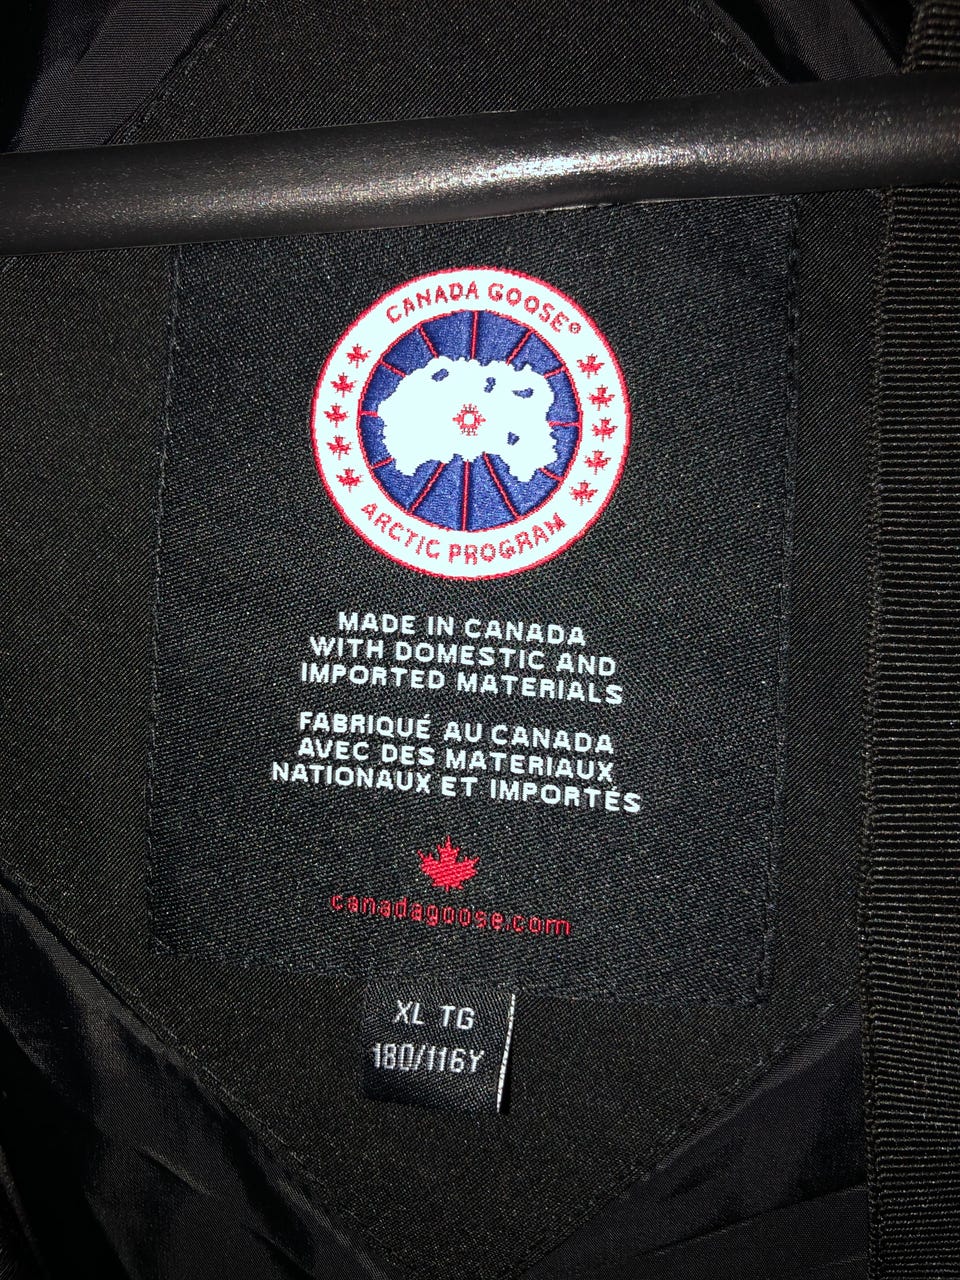 CANADA GOOSE®
ARCTIC PROGRAM
MADE IN CANADA
WITH DOMESTIC AND
IMPORTED MATERIALS
FABRIQUÉ AU CANADA
AVEC DES MATERIAUX
NATIONAUX ET IMPORTÉS
canadagoose.com
XL TG
180/116Y